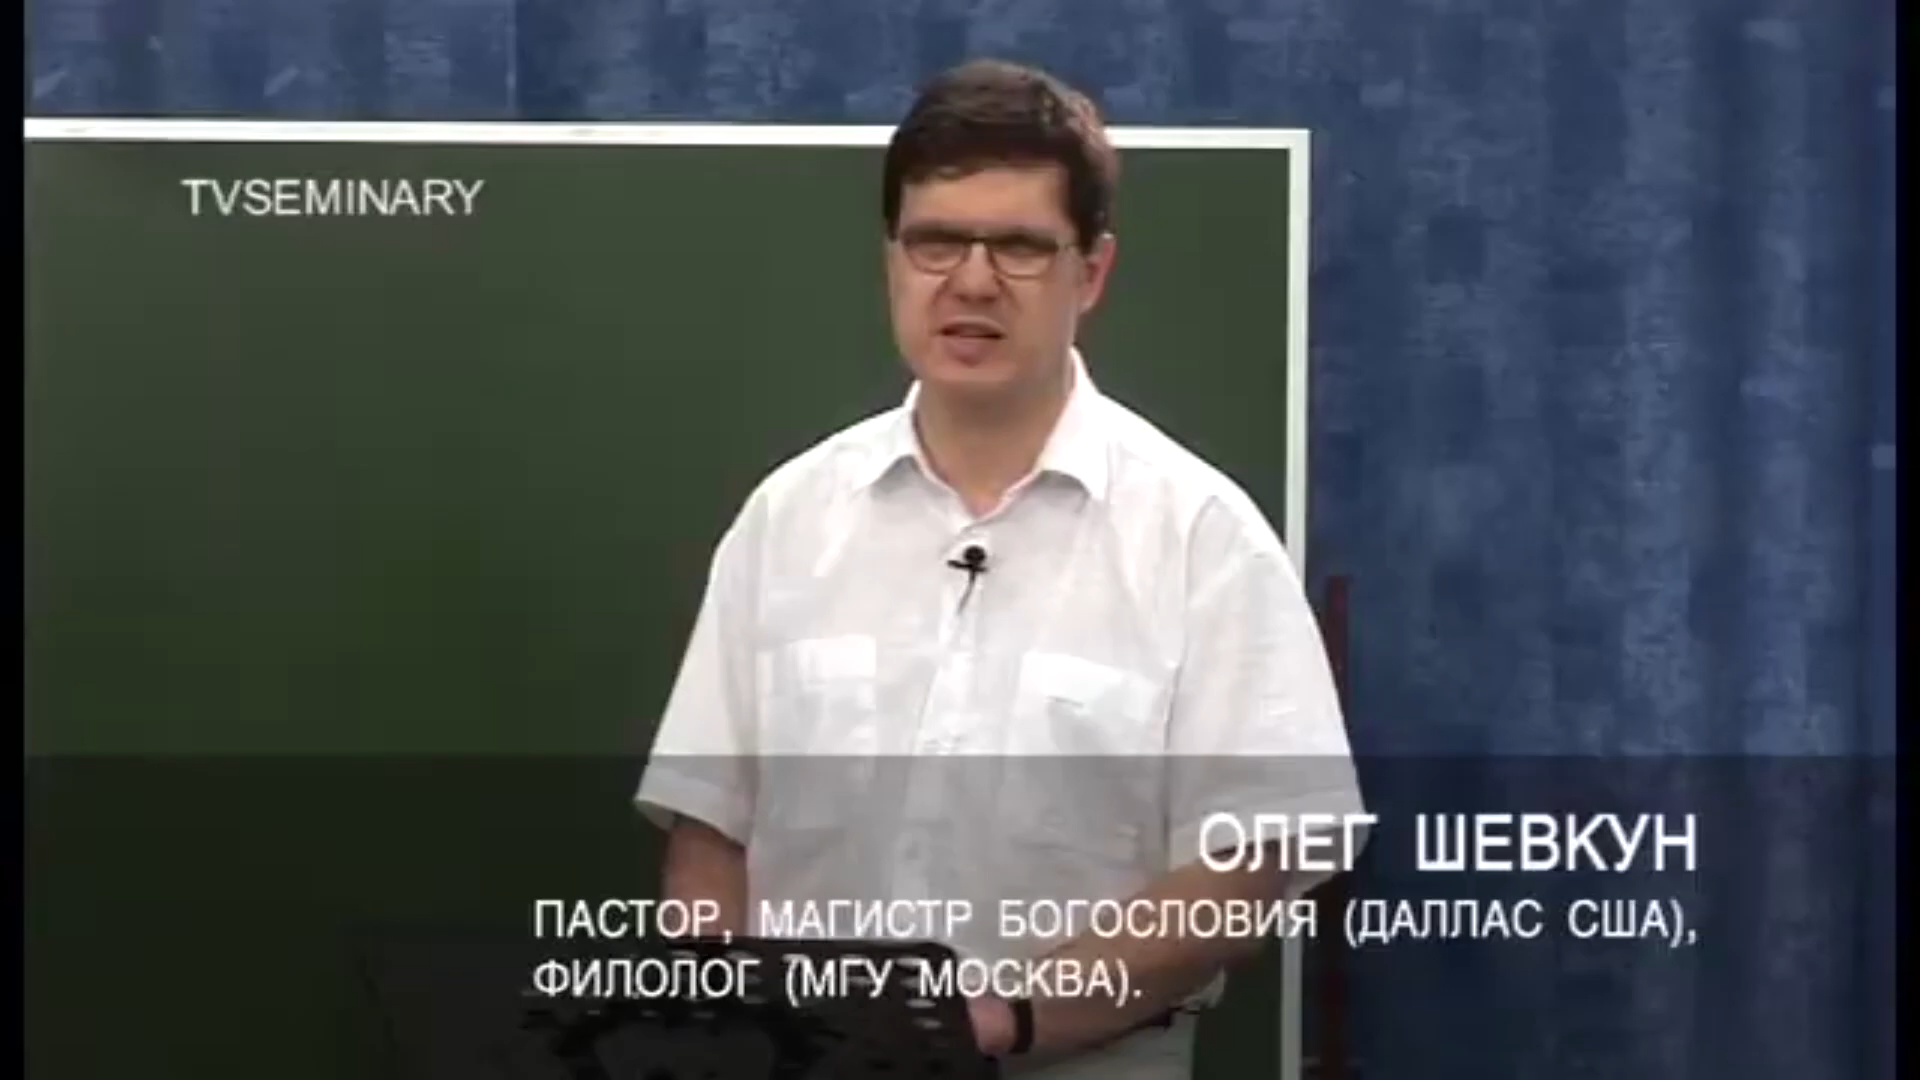 TVSEMINARY
ОЛЕГ ШЕВКУН
ПАСТОР, МАГИСТР БОГОСЛОВИЯ (ДАЛЛАС США),
ФИЛОЛОГ (МГУ МОСКВА).